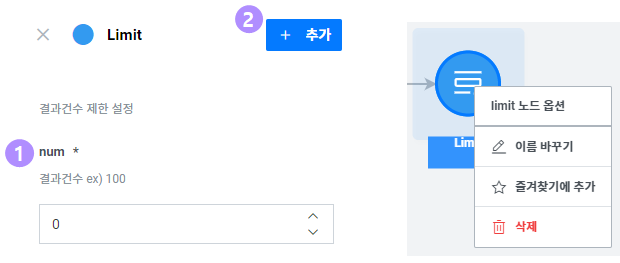 2
Limit
+ 추가
결과건수 제한 설정
1
num *
결과건수 ex) 100
0
limit 노드 옵션
Lim
이름 바꾸기
즐겨찾기에 추가
삭제